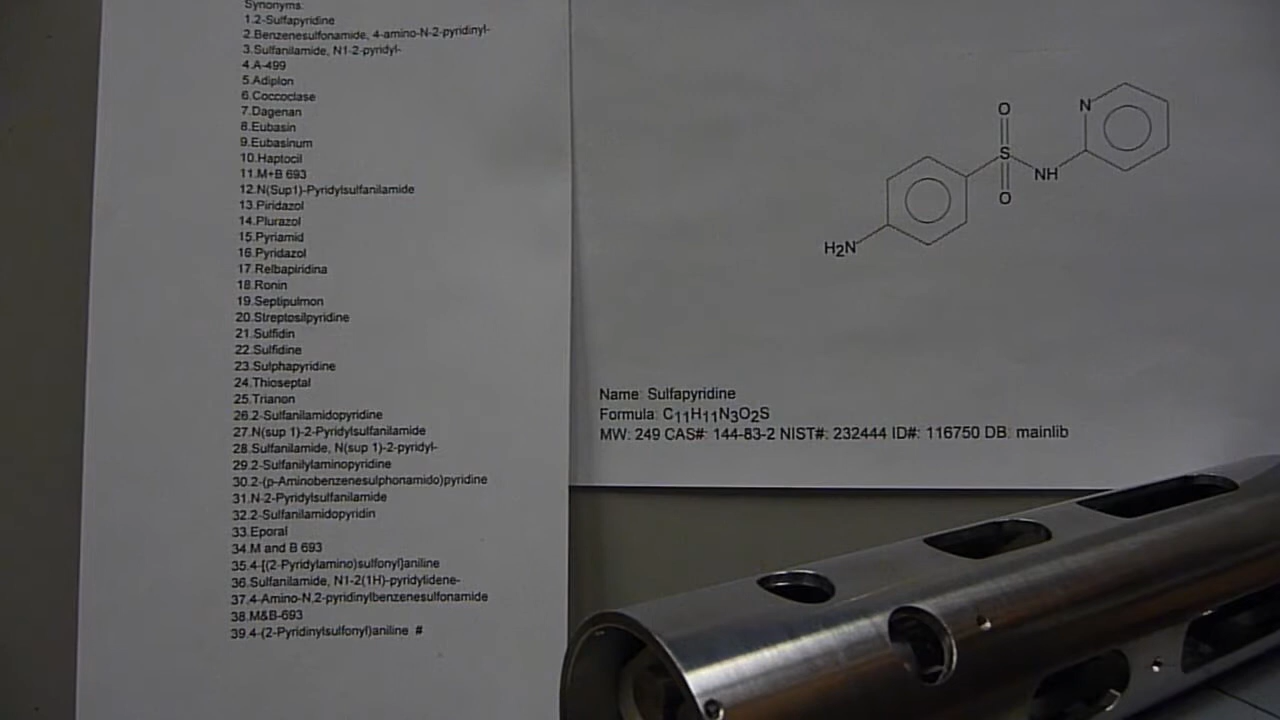 Synonyms:
1.2-Sulfapyridine
2.Benzenesulfonamide, 4-amino-N-2-pyridinyl-
3.Sulfanilamide, N1-2-pyridyl-
4.A-499
5.Adiplon
6.Coccoclase
7.Dagenan
8.Eubasin
9.Eubasinum
10.Haptocil
11.M+B 693
12.N(Sup1)-Pyridylsulfanilamide
13.Piridazol
14.Plurazol
15.Pyriamid
16.Pyridazol
17.Relbapiridina
18.Ronin
19.Septipulmon
20.Streptosilpyridine
21.Sulfidin
22.Sulfidine
23.Sulphapyridine
24.Thioseptal
25.Trianon
26.2-Sulfanilamidopyridine
27.N(sup 1)-2-Pyridylsulfanilamide
28.Sulfanilamide, N(sup 1)-2-pyridyl-
29.2-Sulfanilylaminopyridine
30.2-(p-Aminobenzenesulphonamido)pyridine
31.N-2-Pyridylsulfanilamide
32.2-Sulfanilamidopyridin
33.Eporal
34.M and B 693
35.4-[(2-Pyridylamino)sulfonyl]aniline
36.Sulfanilamide, N1-2(1H)-pyridylidene-
37.4-Amino-N,2-pyridinylbenzenesulfonamide
38.M&B-693
39.4-(2-Pyridinylsulfonyl)aniline #
N
O
S
NH
O
H2N
Name: Sulfapyridine
Formula: C11H11N3O2S
MW: 249 CAS#: 144-83-2 NIST#: 232444 ID#: 116750 DB: mainlib